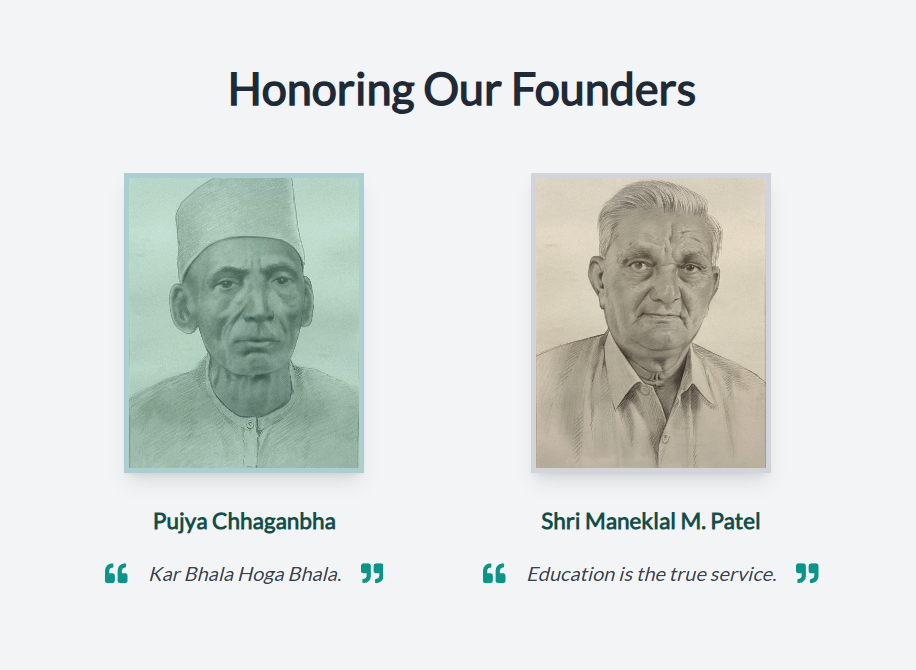 Honoring Our Founders
Pujya Chhaganbha
Shri Maneklal M. Patel
“ Kar Bhala Hoga Bhala. ”
“ Education is the true service. ”